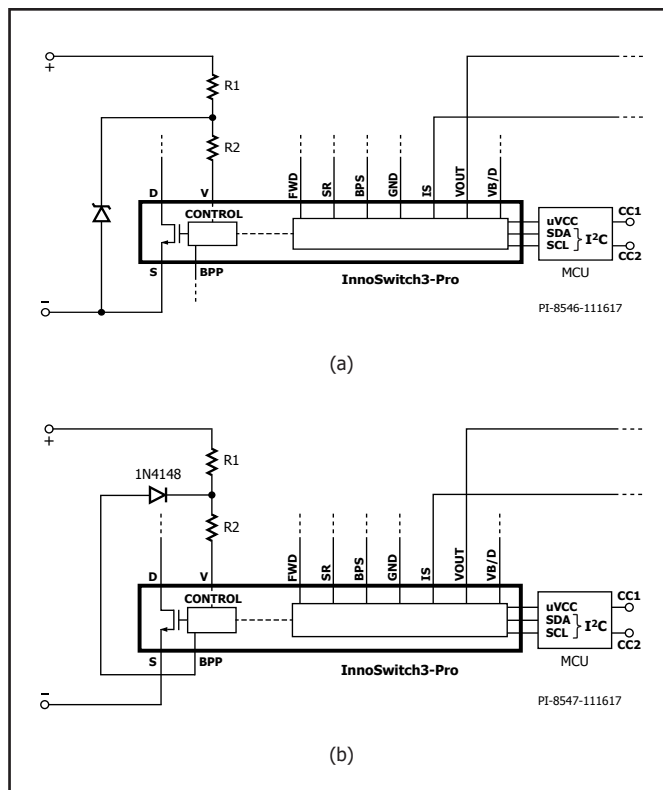 +
R1
R2
D
V
FWD
SR
BPS
GND
IS
VOUT
VB/D
CONTROL
uVCC
SDA
SCL
I²C
CC1
CC2
S
BPP
InnoSwitch3-Pro
MCU
–
PI-8546-111617
(a)
+
R1
1N4148
R2
D
V
FWD
SR
BPS
GND
IS
VOUT
VB/D
CONTROL
uVCC
SDA
SCL
I²C
CC1
CC2
S
BPP
InnoSwitch3-Pro
MCU
–
PI-8547-111617
(b)